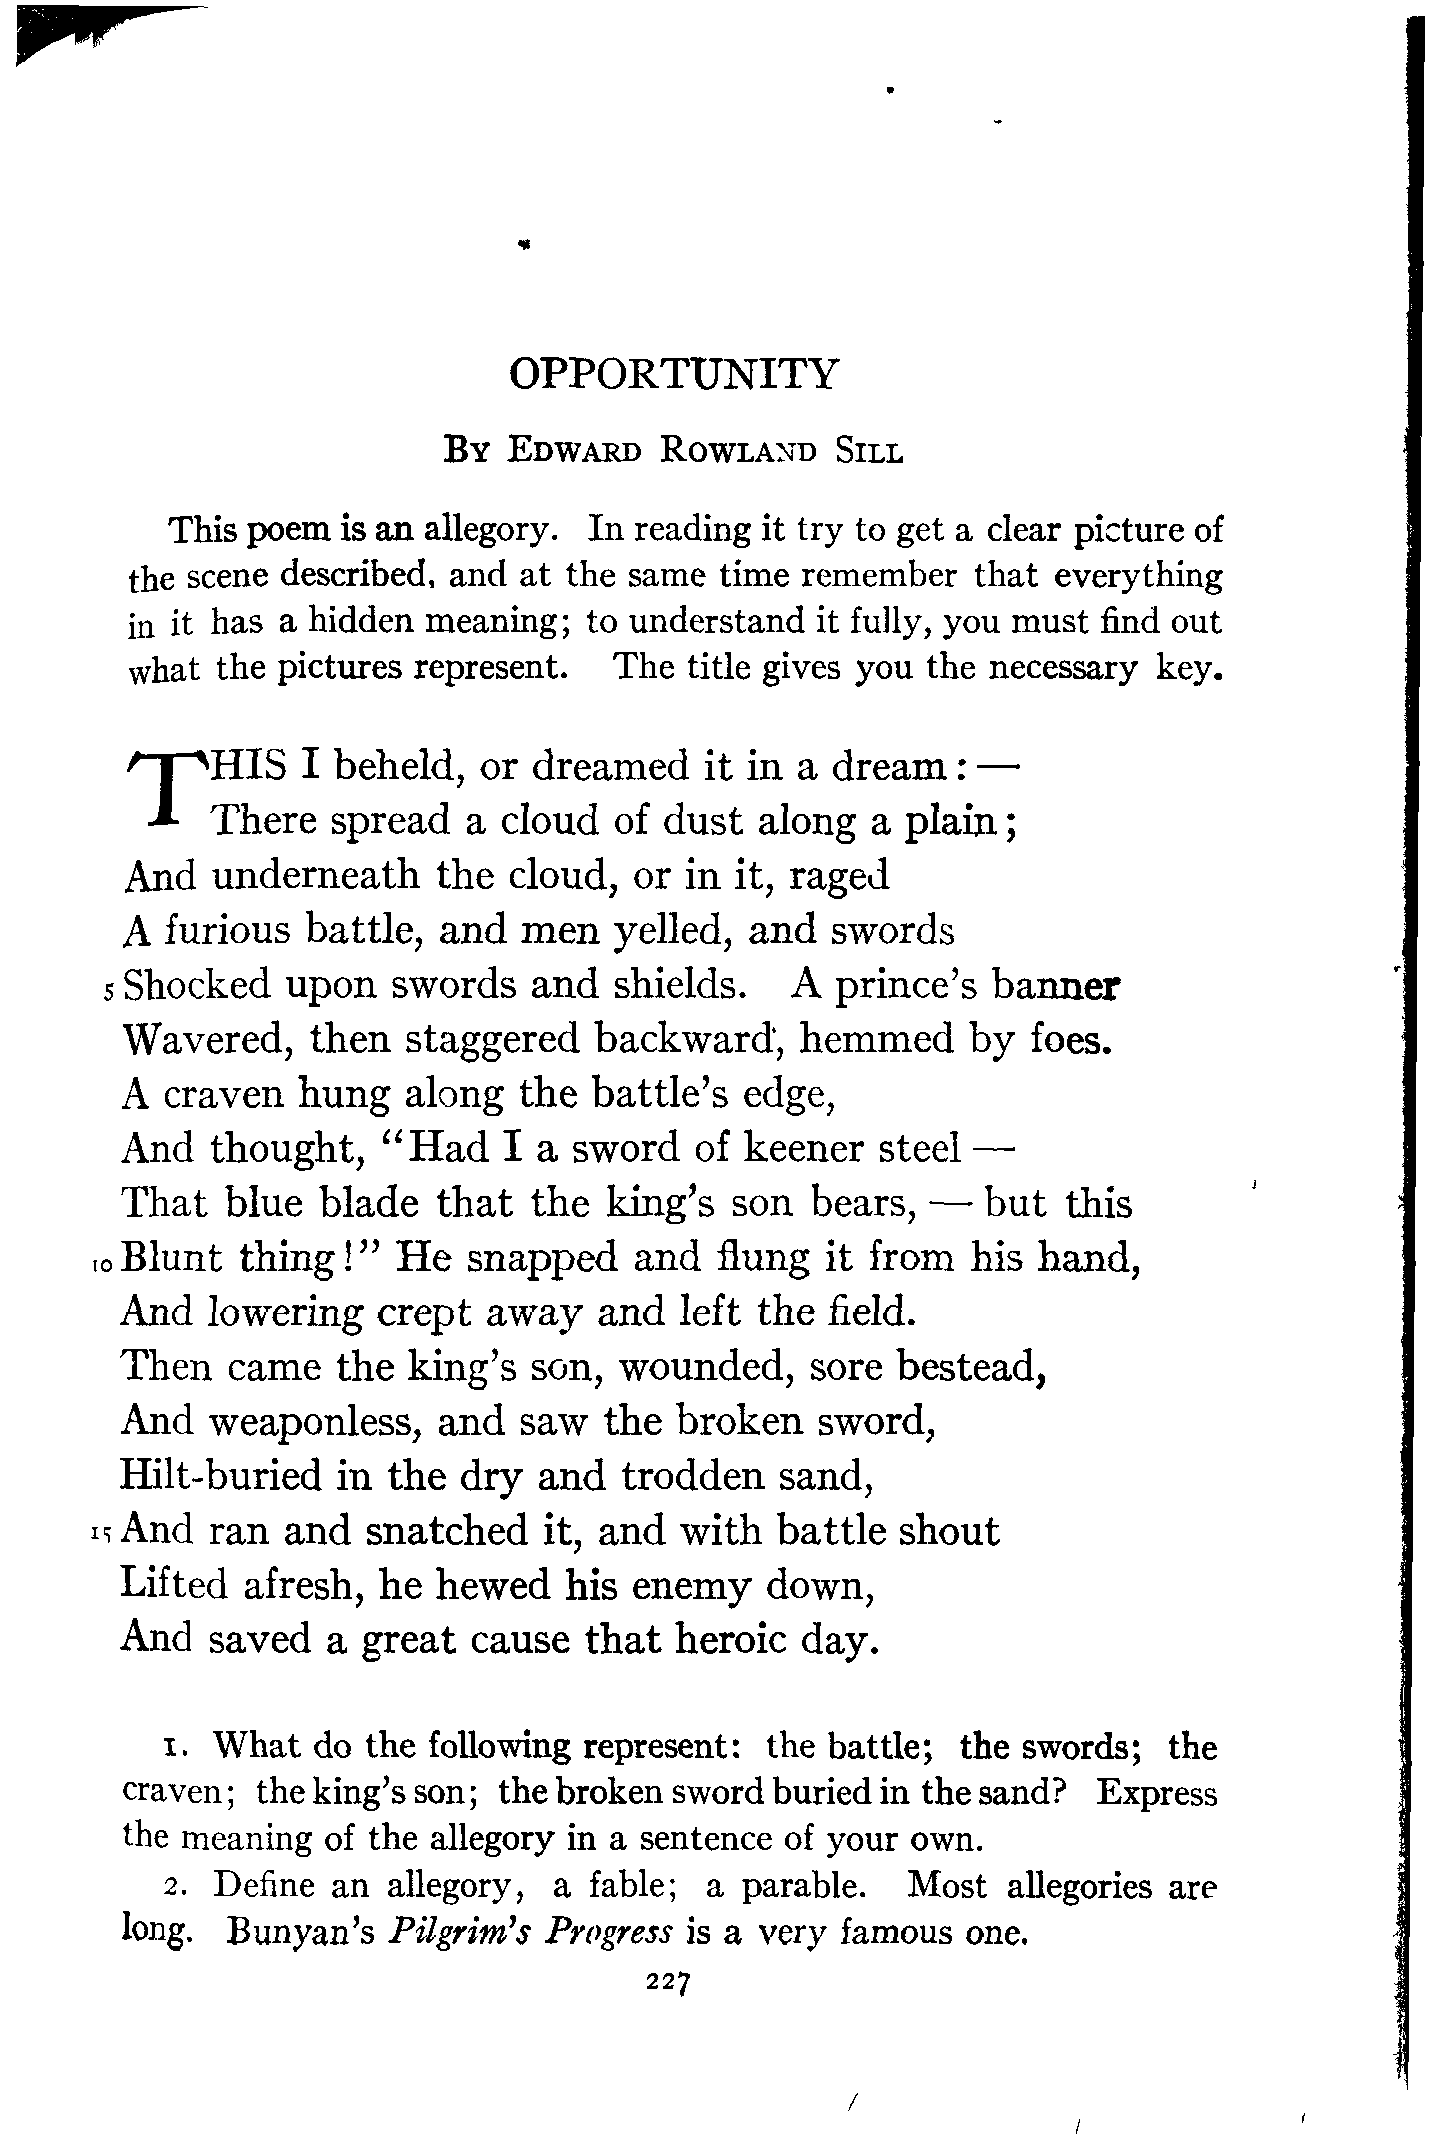 OPPORTUNITY
By Edward Rowland Sill
This poem is an allegory. In reading it try to get a clear picture of
the scene described, and at the same time remember that everything
in it has a hidden meaning; to understand it fully, you must find out
what the pictures represent. The title gives you the necessary key.
THIS I beheld, or dreamed it in a dream: —
There spread a cloud of dust along a plain;
And underneath the cloud, or in it, raged
A furious battle, and men yelled, and swords
5 Shocked upon swords and shields. A prince's banner
Wavered, then staggered backward, hemmed by foes.
A craven hung along the battle's edge,
And thought, "Had I a sword of keener steel —
That blue blade that the king's son bears, — but this
10 Blunt thing!" He snapped and flung it from his hand,
And lowering crept away and left the field.
Then came the king's son, wounded, sore bestead,
And weaponless, and saw the broken sword,
Hilt-buried in the dry and trodden sand,
15 And ran and snatched it, and with battle shout
Lifted afresh, he hewed his enemy down,
And saved a great cause that heroic day.
1. What do the following represent: the battle; the swords; the
craven; the king's son; the broken sword buried in the sand? Express
the meaning of the allegory in a sentence of your own.
2. Define an allegory, a fable; a parable. Most allegories are
long. Bunyan's Pilgrim's Progress is a very famous one.
227